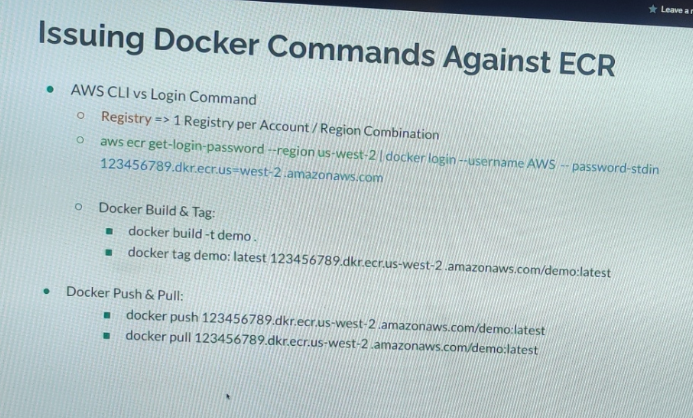 Leave a r
Issuing Docker Commands Against ECR
AWS CLI vs Login Command
Registry => 1 Registry per Account / Region Combination
aws ecr get-login-password --region us-west-2 | docker login --username AWS -- password-stdin
123456789.dkr.ecr.us=west-2 .amazonaws.com
Docker Build & Tag:
docker build -t demo .
docker tag demo: latest 123456789.dkr.ecr.us-west-2 .amazonaws.com/demo:latest
Docker Push & Pull:
docker push 123456789.dkr.ecr.us-west-2 .amazonaws.com/demo:latest
docker pull 123456789.dkr.ecr.us-west-2 .amazonaws.com/demo:latest